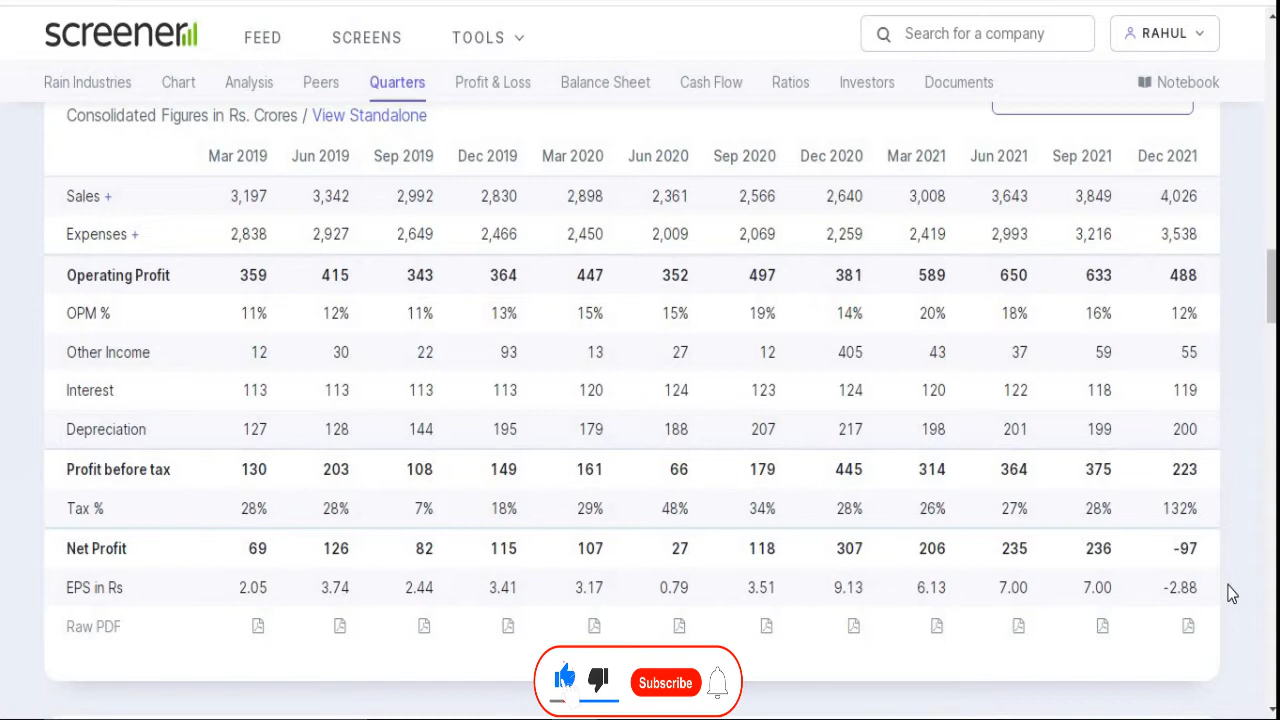 screener FEED SCREENS TOOLS Search for a company RAHUL
Rain Industries Chart Analysis Peers Quarters Profit & Loss Balance Sheet Cash Flow Ratios Investors Documents Notebook
Consolidated Figures in Rs. Crores / View Standalone
Mar 2019 Jun 2019 Sep 2019 Dec 2019 Mar 2020 Jun 2020 Sep 2020 Dec 2020 Mar 2021 Jun 2021 Sep 2021 Dec 2021
Sales + 3,197 3,342 2,992 2,830 2,898 2,361 2,566 2,640 3,008 3,643 3,849 4,026
Expenses + 2,838 2,927 2,649 2,466 2,450 2,009 2,069 2,259 2,419 2,993 3,216 3,538
Operating Profit 359 415 343 364 447 352 497 381 589 650 633 488
OPM % 11% 12% 11% 13% 15% 15% 19% 14% 20% 18% 16% 12%
Other Income 12 30 22 93 13 27 12 405 43 37 59 55
Interest 113 113 113 113 120 124 123 124 120 122 118 119
Depreciation 127 128 144 195 179 188 207 217 198 201 199 200
Profit before tax 130 203 108 149 161 66 179 445 314 364 375 223
Tax % 28% 28% 7% 18% 29% 48% 34% 28% 26% 27% 28% 132%
Net Profit 69 126 82 115 107 27 118 307 206 235 236 -97
EPS in Rs 2.05 3.74 2.44 3.41 3.17 0.79 3.51 9.13 6.13 7.00 7.00 -2.88
Raw PDF
Subscribe